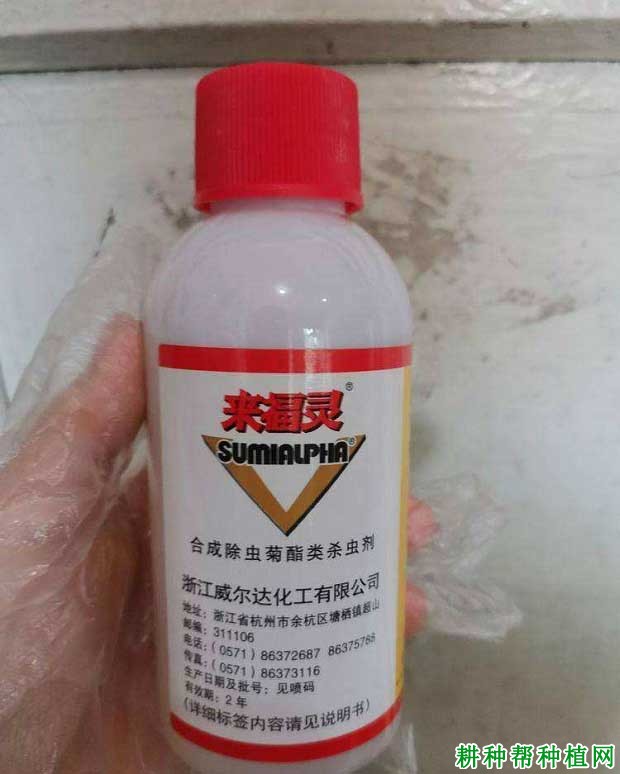 来福灵®
SUMIALPHA®
合成除虫菊酯类杀虫剂
浙江威尔达化工有限公司
地址：浙江省杭州市余杭区塘栖镇超山
邮编：311106
电话：(0571) 86372687 86375788
传真：(0571) 86373116
生产日期及批号：见喷码
有效期：2年
(详细标签内容请见说明书)
耕种帮种植网